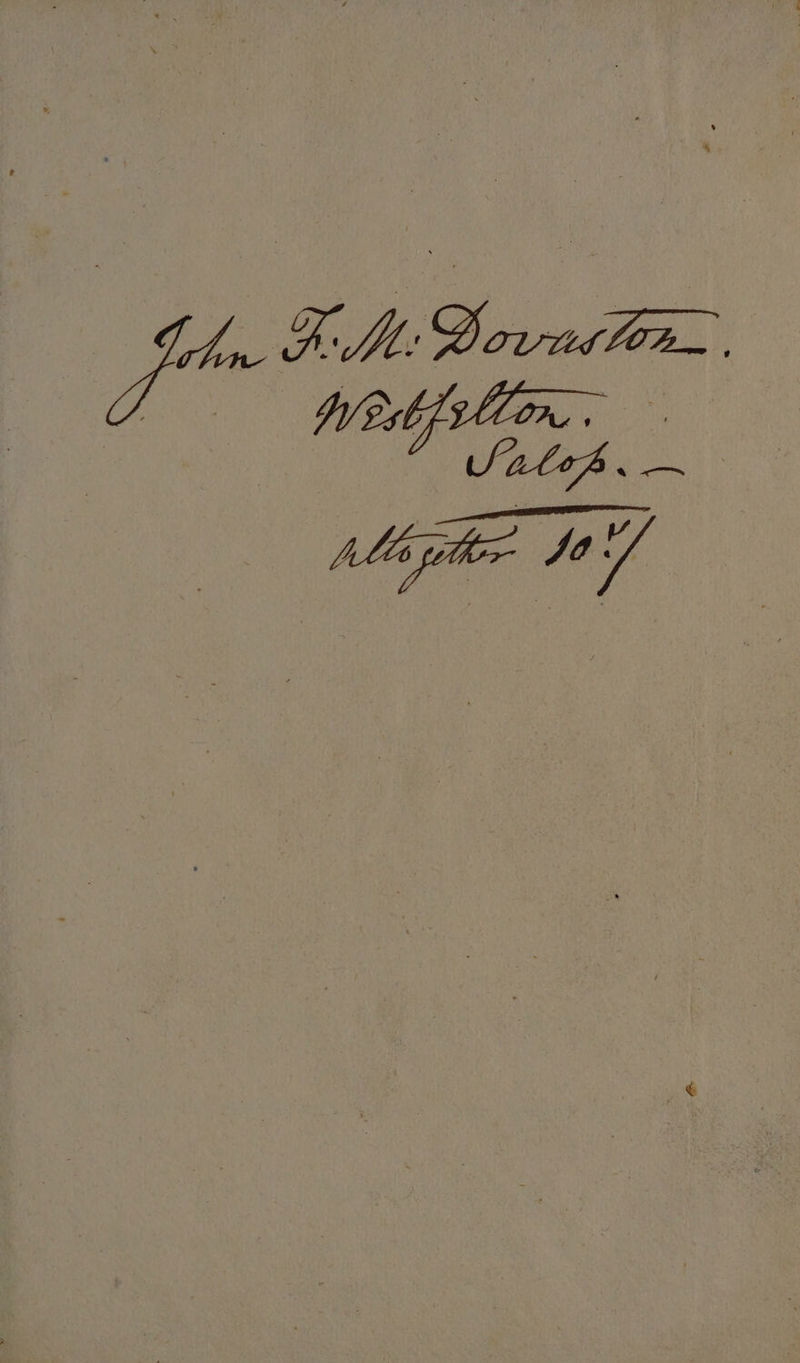 John F. M. Dovaston.
Westfelton.
Salop. —
Altogether 10/